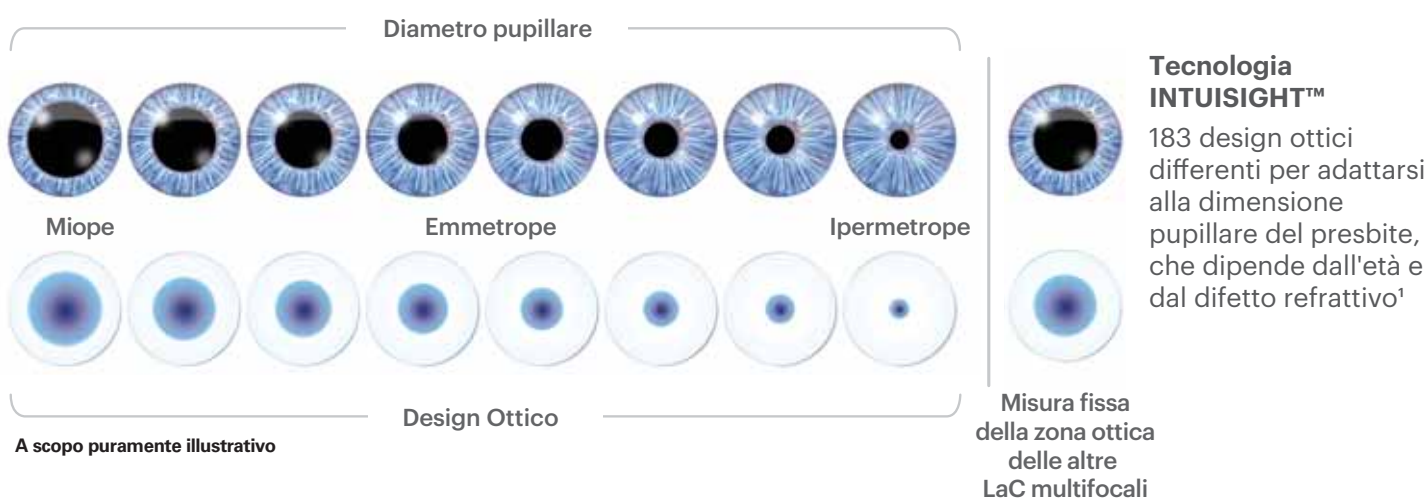 Diametro pupillare
Miope
Emmetrope
Ipermetrope
Design Ottico
A scopo puramente illustrativo
Misura fissa
della zona ottica
delle altre
LaC multifocali
Tecnologia
INTUISIGHT™
183 design ottici
differenti per adattarsi
alla dimensione
pupillare del presbite,
che dipende dall'età e
dal difetto refrattivo¹